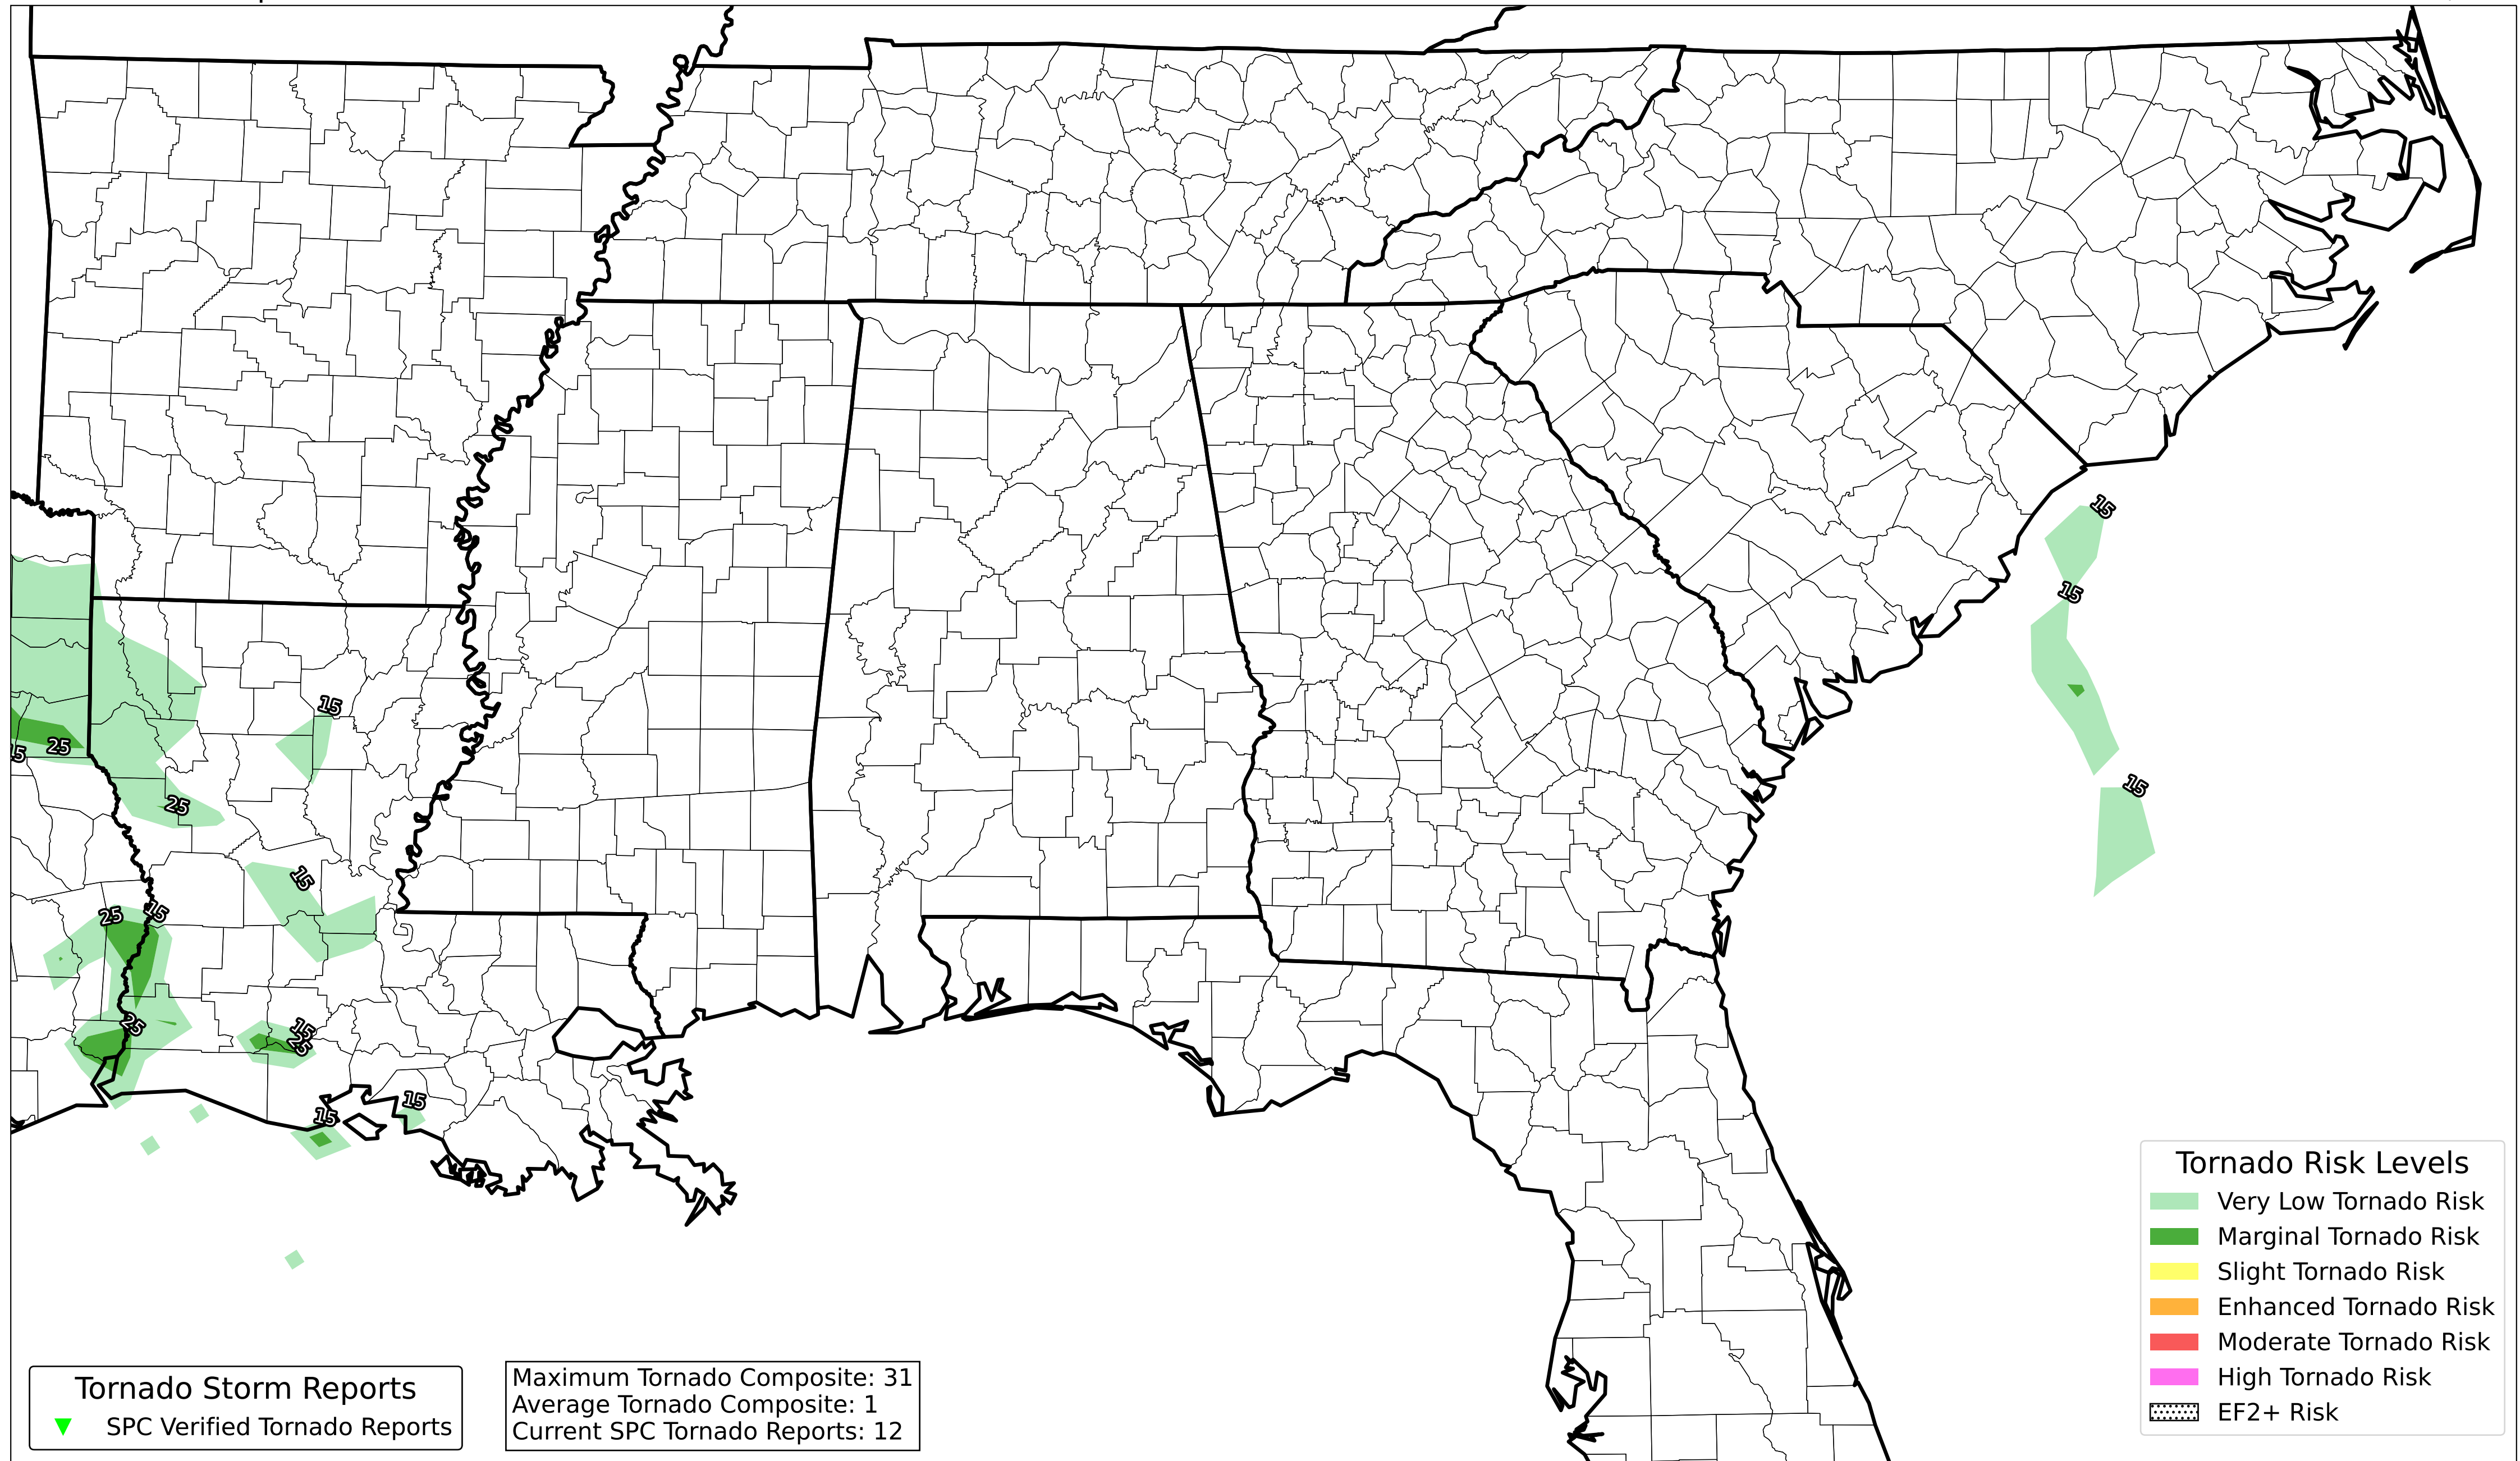 15
15
15
25
15
15
25
15
25
15
25
15
25
15
15
Tornado Risk Levels
Very Low Tornado Risk
Marginal Tornado Risk
Slight Tornado Risk
Enhanced Tornado Risk
Moderate Tornado Risk
High Tornado Risk
EF2+ Risk
Tornado Storm Reports
SPC Verified Tornado Reports
Maximum Tornado Composite: 31
Average Tornado Composite: 1
Current SPC Tornado Reports: 12